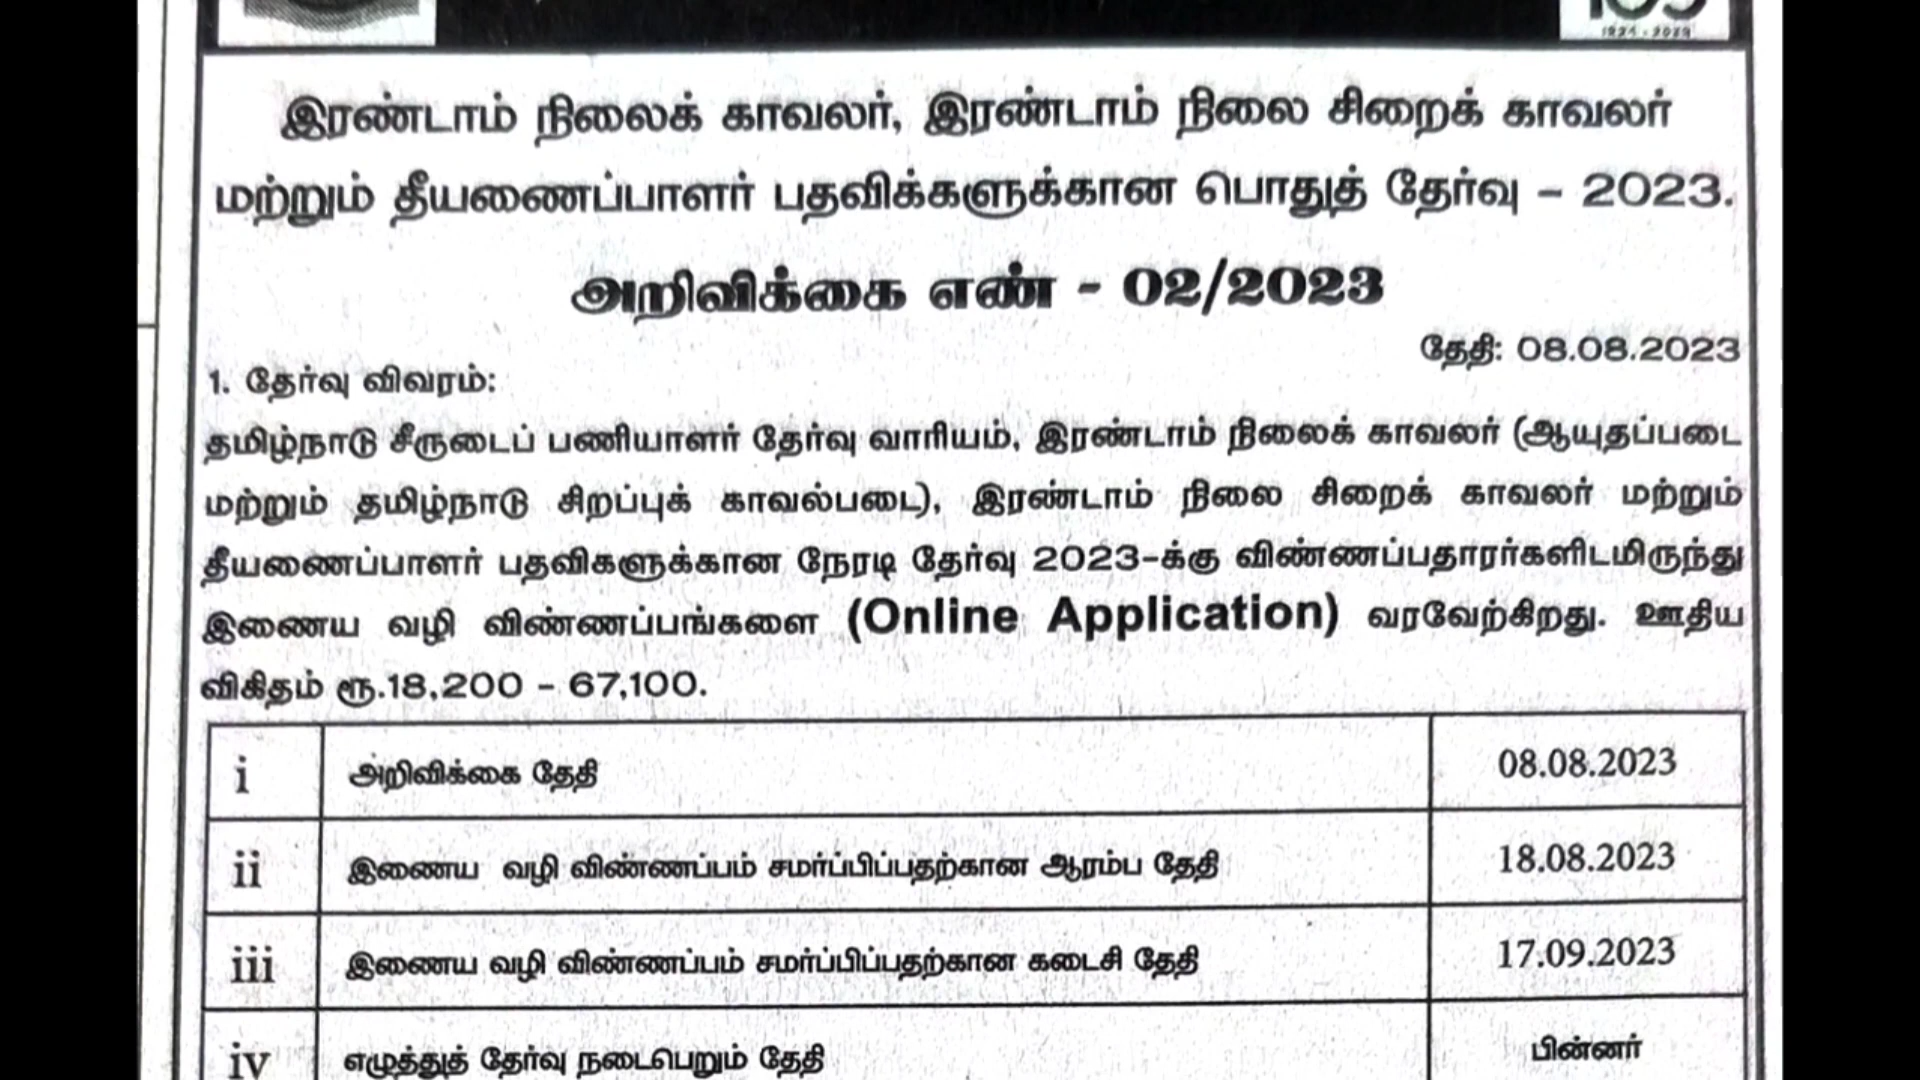 இரண்டாம் நிலைக் காவலர், இரண்டாம் நிலை சிறைக் காவலர்
மற்றும் தீயணைப்பாளர் பதவிக்களுக்கான பொதுத் தேர்வு – 2023.
அறிவிக்கை எண் - 02/2023
தேதி: 08.08.2023
1. தேர்வு விவரம்:
தமிழ்நாடு சீருடைப் பணியாளர் தேர்வு வாரியம், இரண்டாம் நிலைக் காவலர் (ஆயுதப்படை
மற்றும் தமிழ்நாடு சிறப்புக் காவல்படை), இரண்டாம் நிலை சிறைக் காவலர் மற்றும்
தீயணைப்பாளர் பதவிகளுக்கான நேரடி தேர்வு 2023-க்கு விண்ணப்பதாரர்களிடமிருந்து
இணைய வழி விண்ணப்பங்களை (Online Application) வரவேற்கிறது. ஊதிய
விகிதம் ரூ.18,200 - 67,100.
i அறிவிக்கை தேதி 08.08.2023
ii இணைய வழி விண்ணப்பம் சமர்ப்பிப்பதற்கான ஆரம்ப தேதி 18.08.2023
iii இணைய வழி விண்ணப்பம் சமர்ப்பிப்பதற்கான கடைசி தேதி 17.09.2023
iv எழுத்துத் தேர்வு நடைபெறும் தேதி பின்னர்